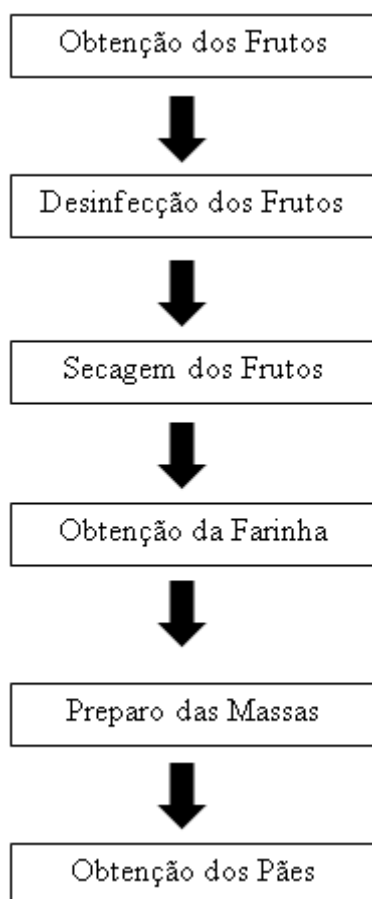 Obtenção dos Frutos
Desinfecção dos Frutos
Secagem dos Frutos
Obtenção da Farinha
Preparo das Massas
Obtenção dos Pães